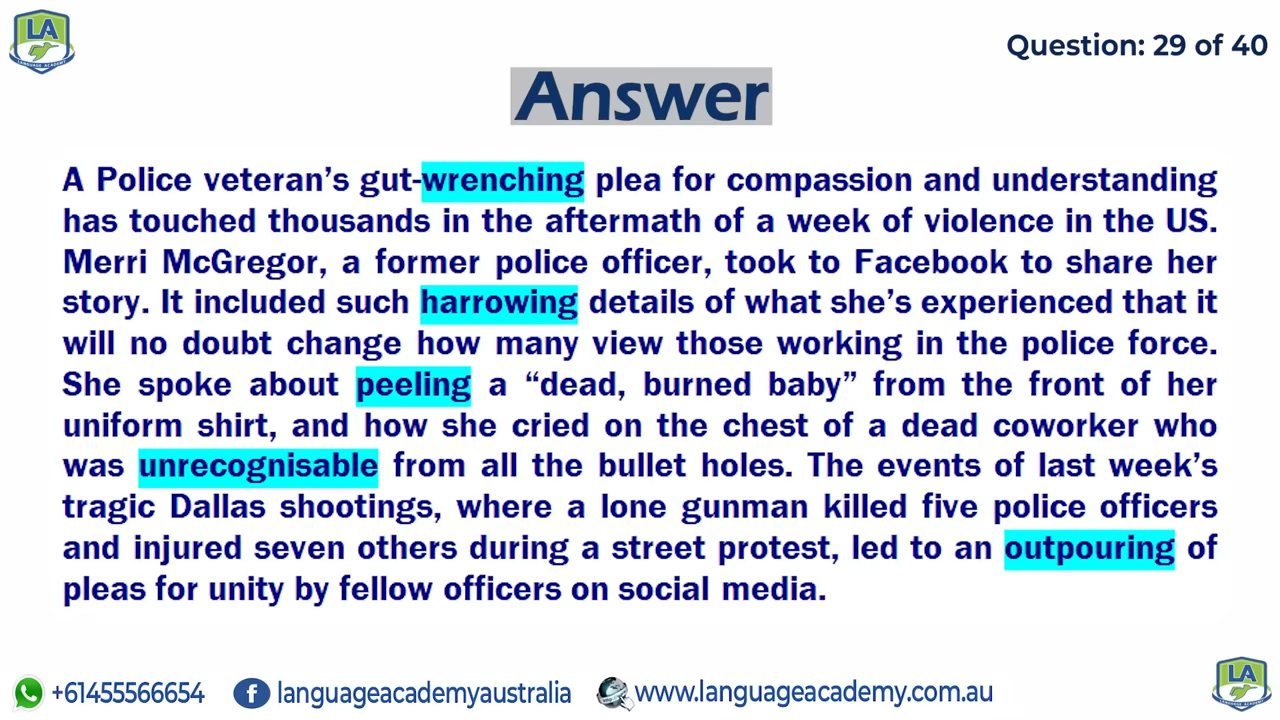 LA
LANGUAGE ACADEMY
Question: 29 of 40
Answer
A Police veteran's gut-wrenching plea for compassion and understanding
has touched thousands in the aftermath of a week of violence in the US.
Merri McGregor, a former police officer, took to Facebook to share her
story. It included such harrowing details of what she's experienced that it
will no doubt change how many view those working in the police force.
She spoke about peeling a “dead, burned baby” from the front of her
uniform shirt, and how she cried on the chest of a dead coworker who
was unrecognisable from all the bullet holes. The events of last week's
tragic Dallas shootings, where a lone gunman killed five police officers
and injured seven others during a street protest, led to an outpouring of
pleas for unity by fellow officers on social media.
+61455566654
languageacademyaustralia
www.languageacademy.com.au
LA
LANGUAGE ACADEMY